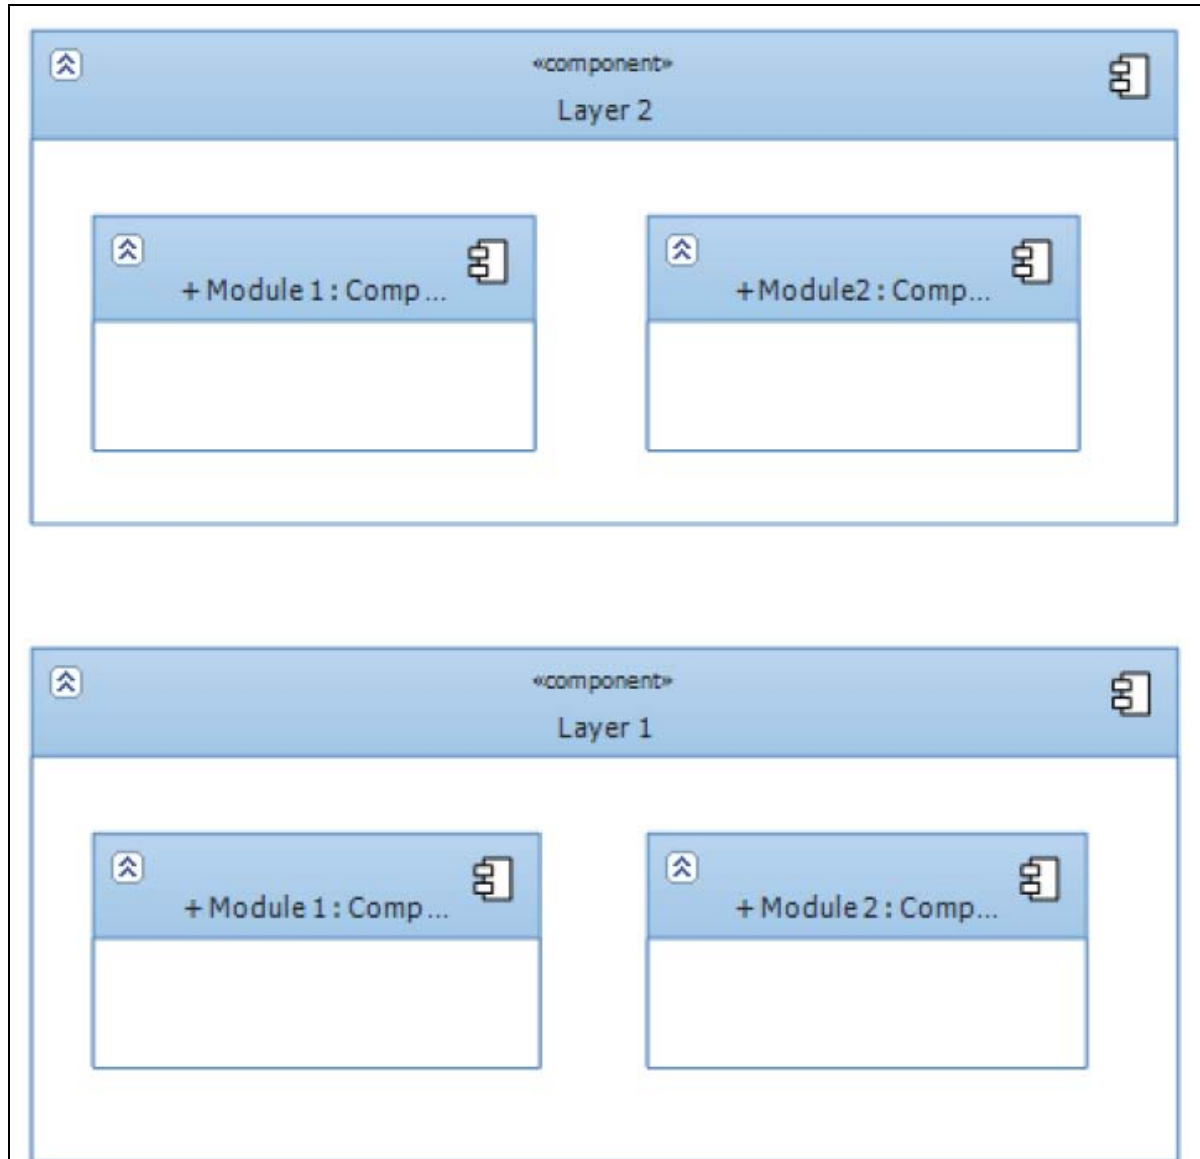 «component»
Layer 2
+ Module 1 : Comp ...
+Module2 : Comp...
«component»
Layer 1
+ Module 1 : Comp ...
+ Module 2 : Comp...